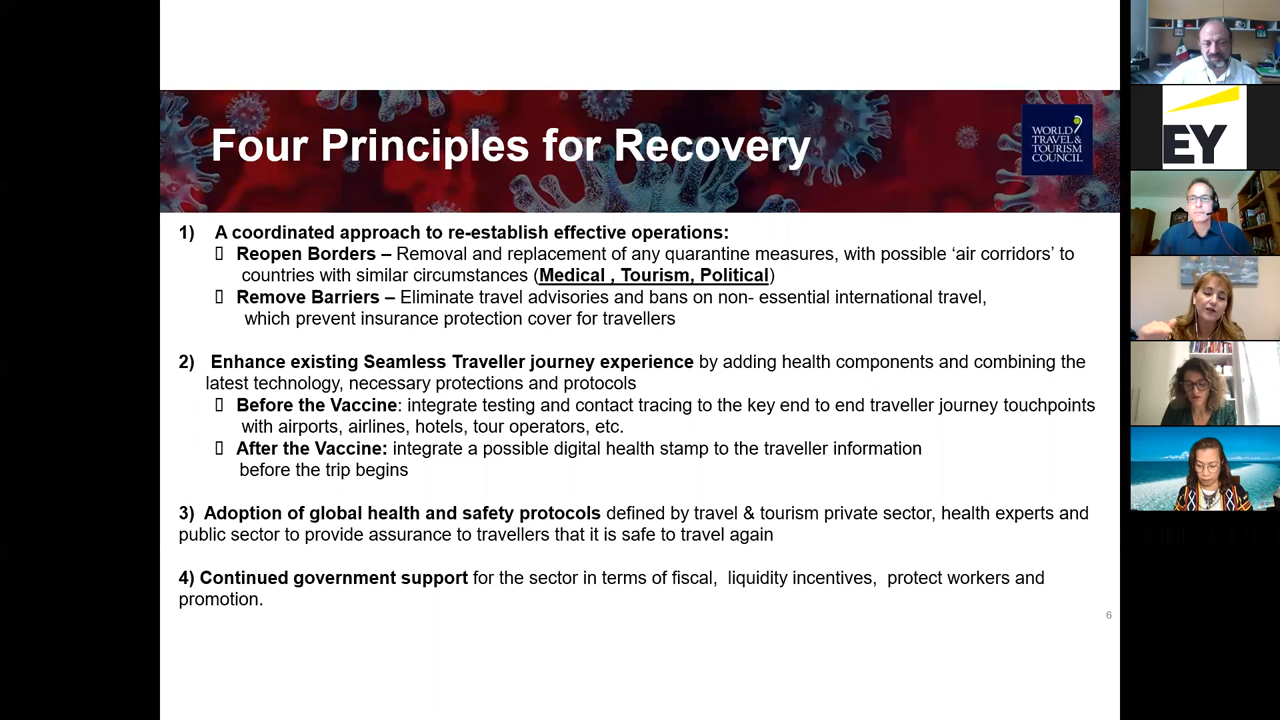 Four Principles for Recovery
WORLD
TRAVEL &
TOURISM
COUNCIL
1) A coordinated approach to re-establish effective operations:
Reopen Borders – Removal and replacement of any quarantine measures, with possible ‘air corridors’ to
countries with similar circumstances (Medical , Tourism, Political)
Remove Barriers – Eliminate travel advisories and bans on non- essential international travel,
which prevent insurance protection cover for travellers
2) Enhance existing Seamless Traveller journey experience by adding health components and combining the
latest technology, necessary protections and protocols
Before the Vaccine: integrate testing and contact tracing to the key end to end traveller journey touchpoints
with airports, airlines, hotels, tour operators, etc.
After the Vaccine: integrate a possible digital health stamp to the traveller information
before the trip begins
3) Adoption of global health and safety protocols defined by travel & tourism private sector, health experts and
public sector to provide assurance to travellers that it is safe to travel again
4) Continued government support for the sector in terms of fiscal, liquidity incentives, protect workers and
promotion.
6
EY